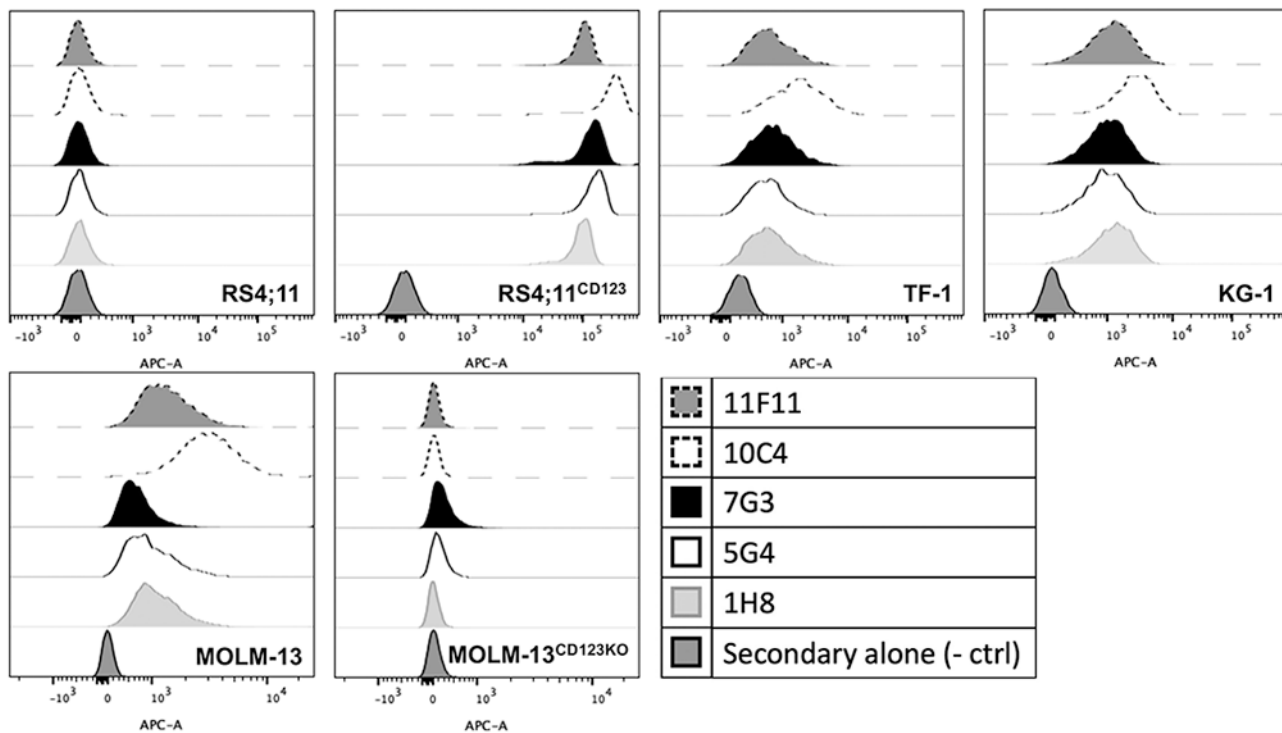 RS4;11
-10³ 0 10³ 10⁴ 10⁵
APC-A
RS4;11ᶜᴰ¹²³
-10³ 0 10³ 10⁴ 10⁵
APC-A
TF-1
-10³ 0 10³ 10⁴ 10⁵
APC-A
KG-1
-10³ 0 10³ 10⁴ 10⁵
APC-A
MOLM-13
-10³ 0 10³ 10⁴
APC-A
MOLM-13ᶜᴰ¹²³ᴷᴼ
-10³ 0 10³ 10⁴
APC-A
11F11
10C4
7G3
5G4
1H8
Secondary alone (- ctrl)